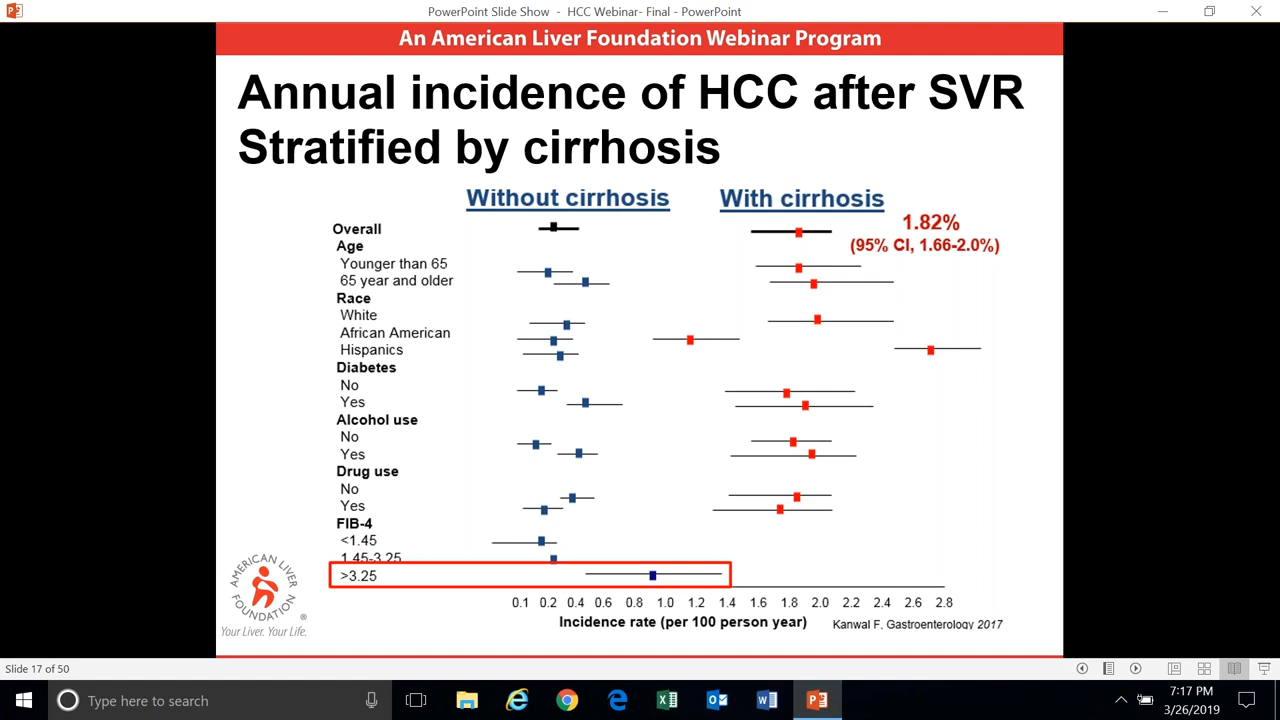 PowerPoint Slide Show - HCC Webinar- Final - PowerPoint
An American Liver Foundation Webinar Program
Annual incidence of HCC after SVR
Stratified by cirrhosis
Without cirrhosis
With cirrhosis
1.82%
(95% CI, 1.66-2.0%)
Overall
Age
Younger than 65
65 year and older
Race
White
African American
Hispanics
Diabetes
No
Yes
Alcohol use
No
Yes
Drug use
No
Yes
FIB-4
<1.45
1.45-3.25
>3.25
0.1 0.2 0.4 0.6 0.8 1.0 1.2 1.4 1.6 1.8 2.0 2.2 2.4 2.6 2.8
Incidence rate (per 100 person year)
Kanwal F, Gastroenterology 2017
AMERICAN LIVER
FOUNDATION
®
Your Liver. Your Life.
Slide 17 of 50
Type here to search
7:17 PM
3/26/2019